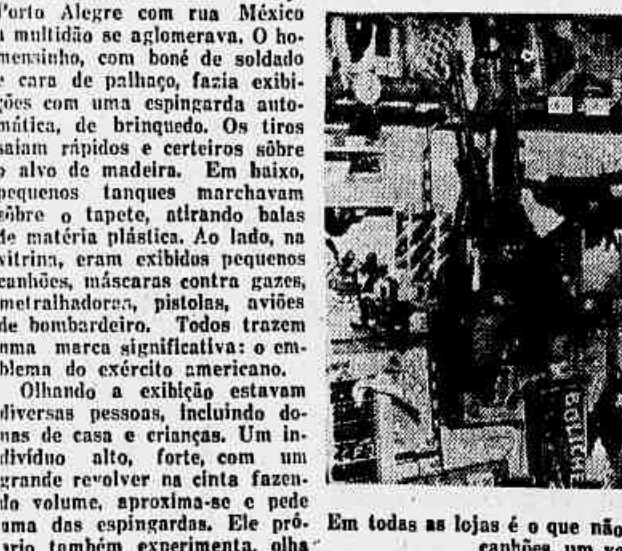 Porto Alegre com rua México
a multidão se aglomerava. O ho-
mensinho, com boné de soldado
e cara de palhaço, fazia exibi-
ções com uma espingarda auto-
mática, de brinquedo. Os tiros
saiam rápidos e certeiros sôbre
o alvo de madeira. Em baixo,
pequenos tanques marchavam
sôbre o tapete, atirando balas
de matéria plástica. Ao lado, na
vitrina, eram exibidos pequenos
canhões, máscaras contra gazes,
metralhadoras, pistolas, aviões
de bombardeiro. Todos trazem
uma marca significativa: o em-
blema do exército americano.
Olhando a exibição estavam
diversas pessoas, incluindo do-
nas de casa e crianças. Um in-
divíduo alto, forte, com um
grande revolver na cinta fazen-
do volume, aproxima-se e pede
uma das espingardas. Ele pró-
prio também experimenta, olha
Em todas as lojas é o que não
canhões, um